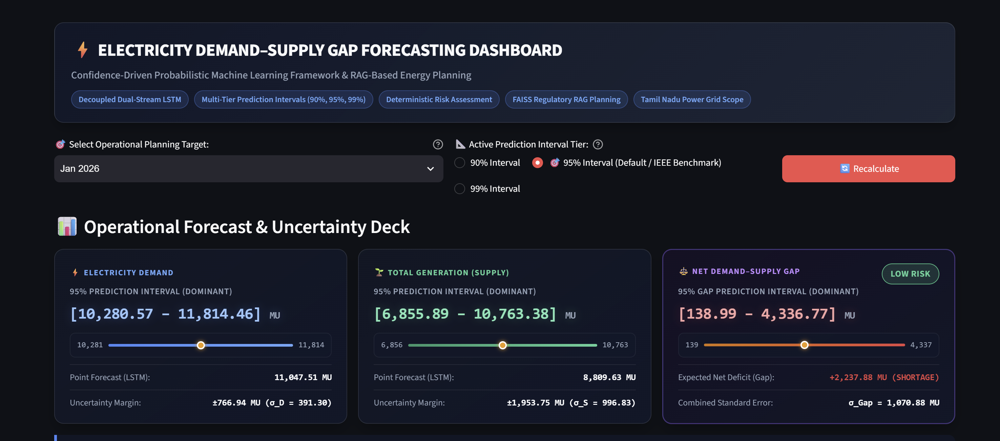 ELECTRICITY DEMAND–SUPPLY GAP FORECASTING DASHBOARD
Confidence-Driven Probabilistic Machine Learning Framework & RAG-Based Energy Planning
Decoupled Dual-Stream LSTM Multi-Tier Prediction Intervals (90%, 95%, 99%) Deterministic Risk Assessment FAISS Regulatory RAG Planning Tamil Nadu Power Grid Scope
Select Operational Planning Target:
Jan 2026
Active Prediction Interval Tier:
90% Interval 95% Interval (Default / IEEE Benchmark)
99% Interval
Recalculate
Operational Forecast & Uncertainty Deck
ELECTRICITY DEMAND
95% PREDICTION INTERVAL (DOMINANT)
[10,280.57 – 11,814.46] MU
10,281 11,814
Point Forecast (LSTM): 11,047.51 MU
Uncertainty Margin: ±766.94 MU (σ_D = 391.30)
TOTAL GENERATION (SUPPLY)
95% PREDICTION INTERVAL (DOMINANT)
[6,855.89 – 10,763.38] MU
6,856 10,763
Point Forecast (LSTM): 8,809.63 MU
Uncertainty Margin: ±1,953.75 MU (σ_S = 996.83)
NET DEMAND–SUPPLY GAP
LOW RISK
95% GAP PREDICTION INTERVAL (DOMINANT)
[138.99 – 4,336.77] MU
139 4,337
Expected Net Deficit (Gap): +2,237.88 MU (SHORTAGE)
Combined Standard Error: σ_Gap = 1,070.88 MU